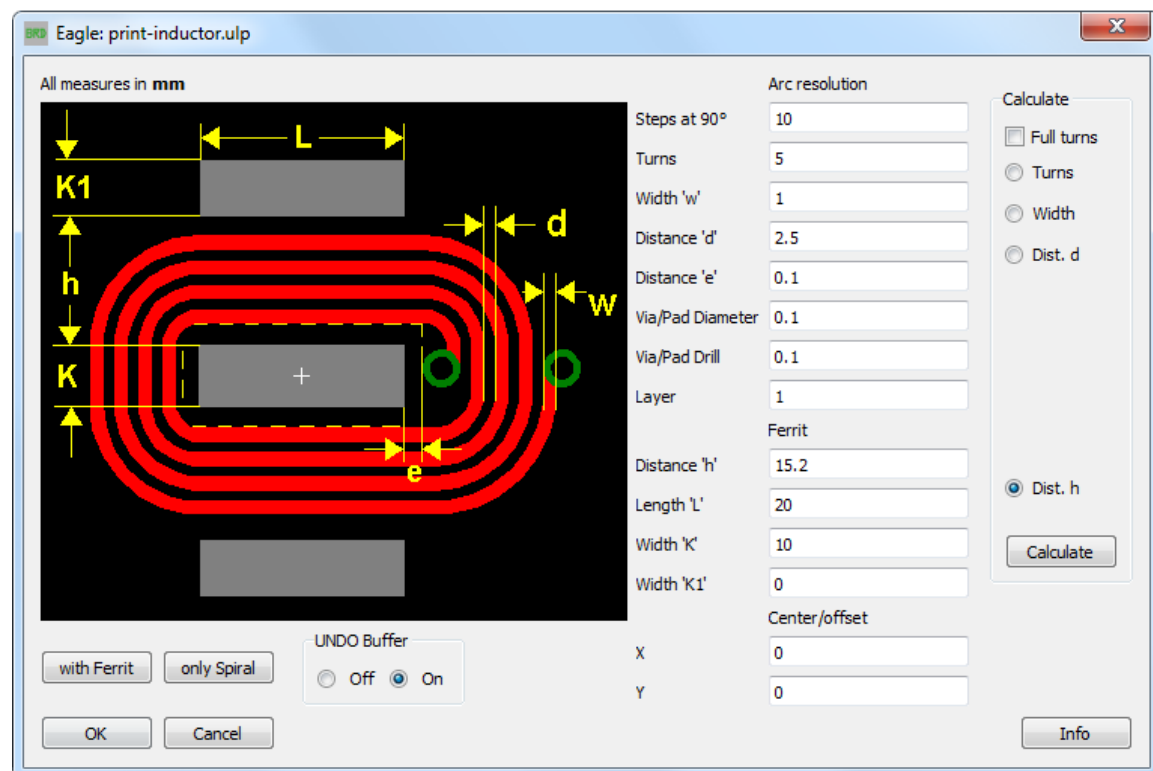 BRD
Eagle: print-inductor.ulp
X
All measures in mm
L
K1
d
h
W
K
e
Arc resolution
Steps at 90°
10
Turns
5
Width 'w'
1
Distance 'd'
2.5
Distance 'e'
0.1
Via/Pad Diameter
0.1
Via/Pad Drill
0.1
Layer
1
Ferrit
Distance 'h'
15.2
Length 'L'
20
Width 'K'
10
Width 'K1'
0
Center/offset
X
0
Y
0
Calculate
Full turns
Turns
Width
Dist. d
Dist. h
Calculate
with Ferrit
only Spiral
UNDO Buffer
Off
On
OK
Cancel
Info